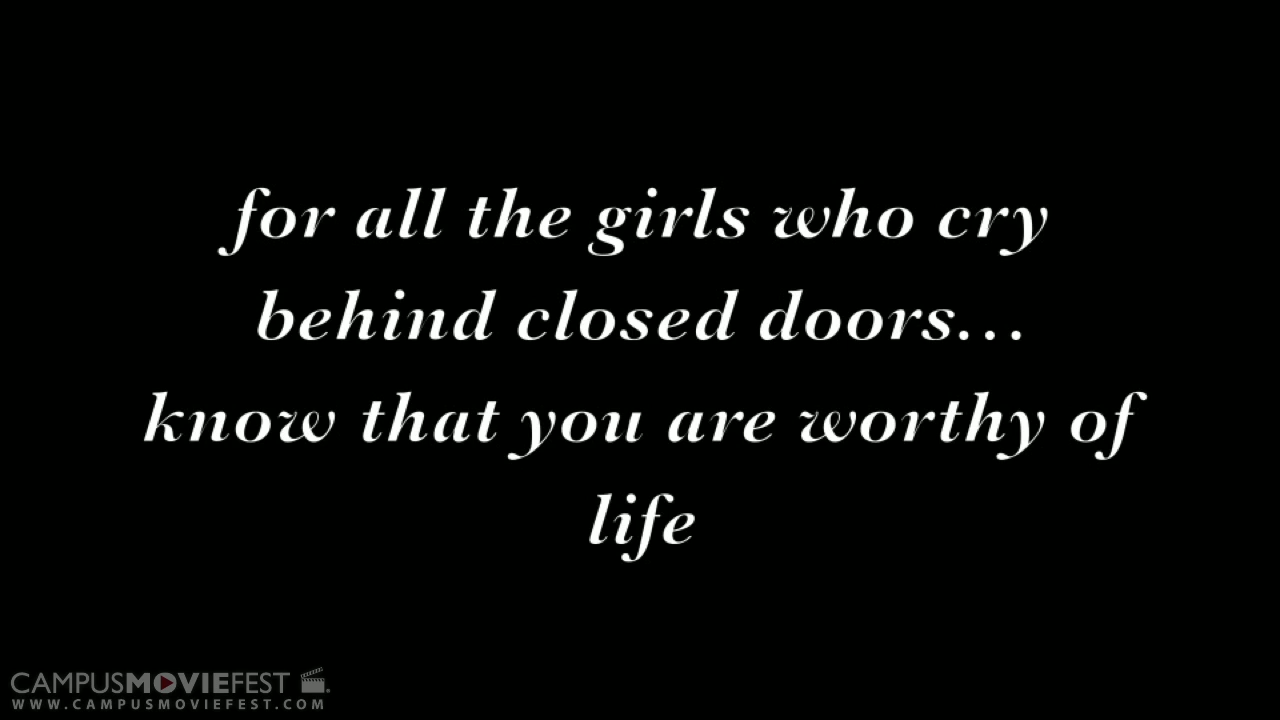 for all the girls who cry
behind closed doors...
know that you are worthy of
life
CAMPUSMOVIEFEST
WWW.CAMPUSMOVIEFEST.COM